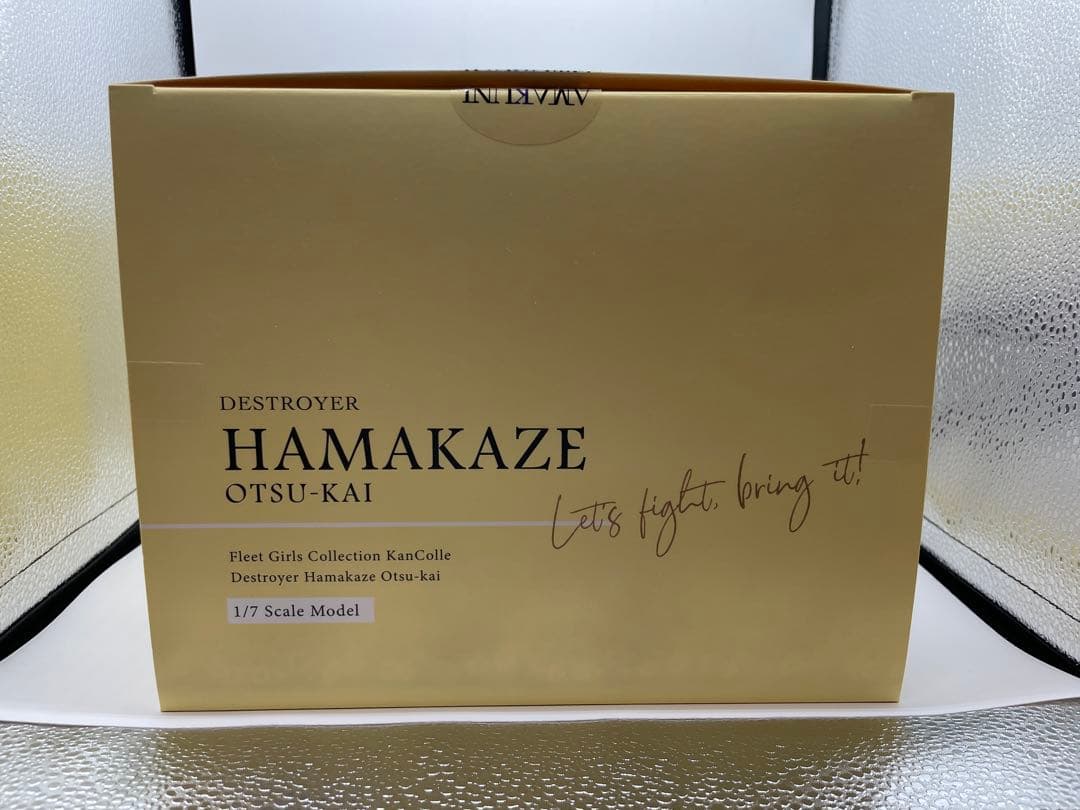 AMAKUNI
DESTROYER
HAMAKAZE
OTSU-KAI
Let's fight, bring it!
Fleet Girls Collection KanColle
Destroyer Hamakaze Otsu-kai
1/7 Scale Model